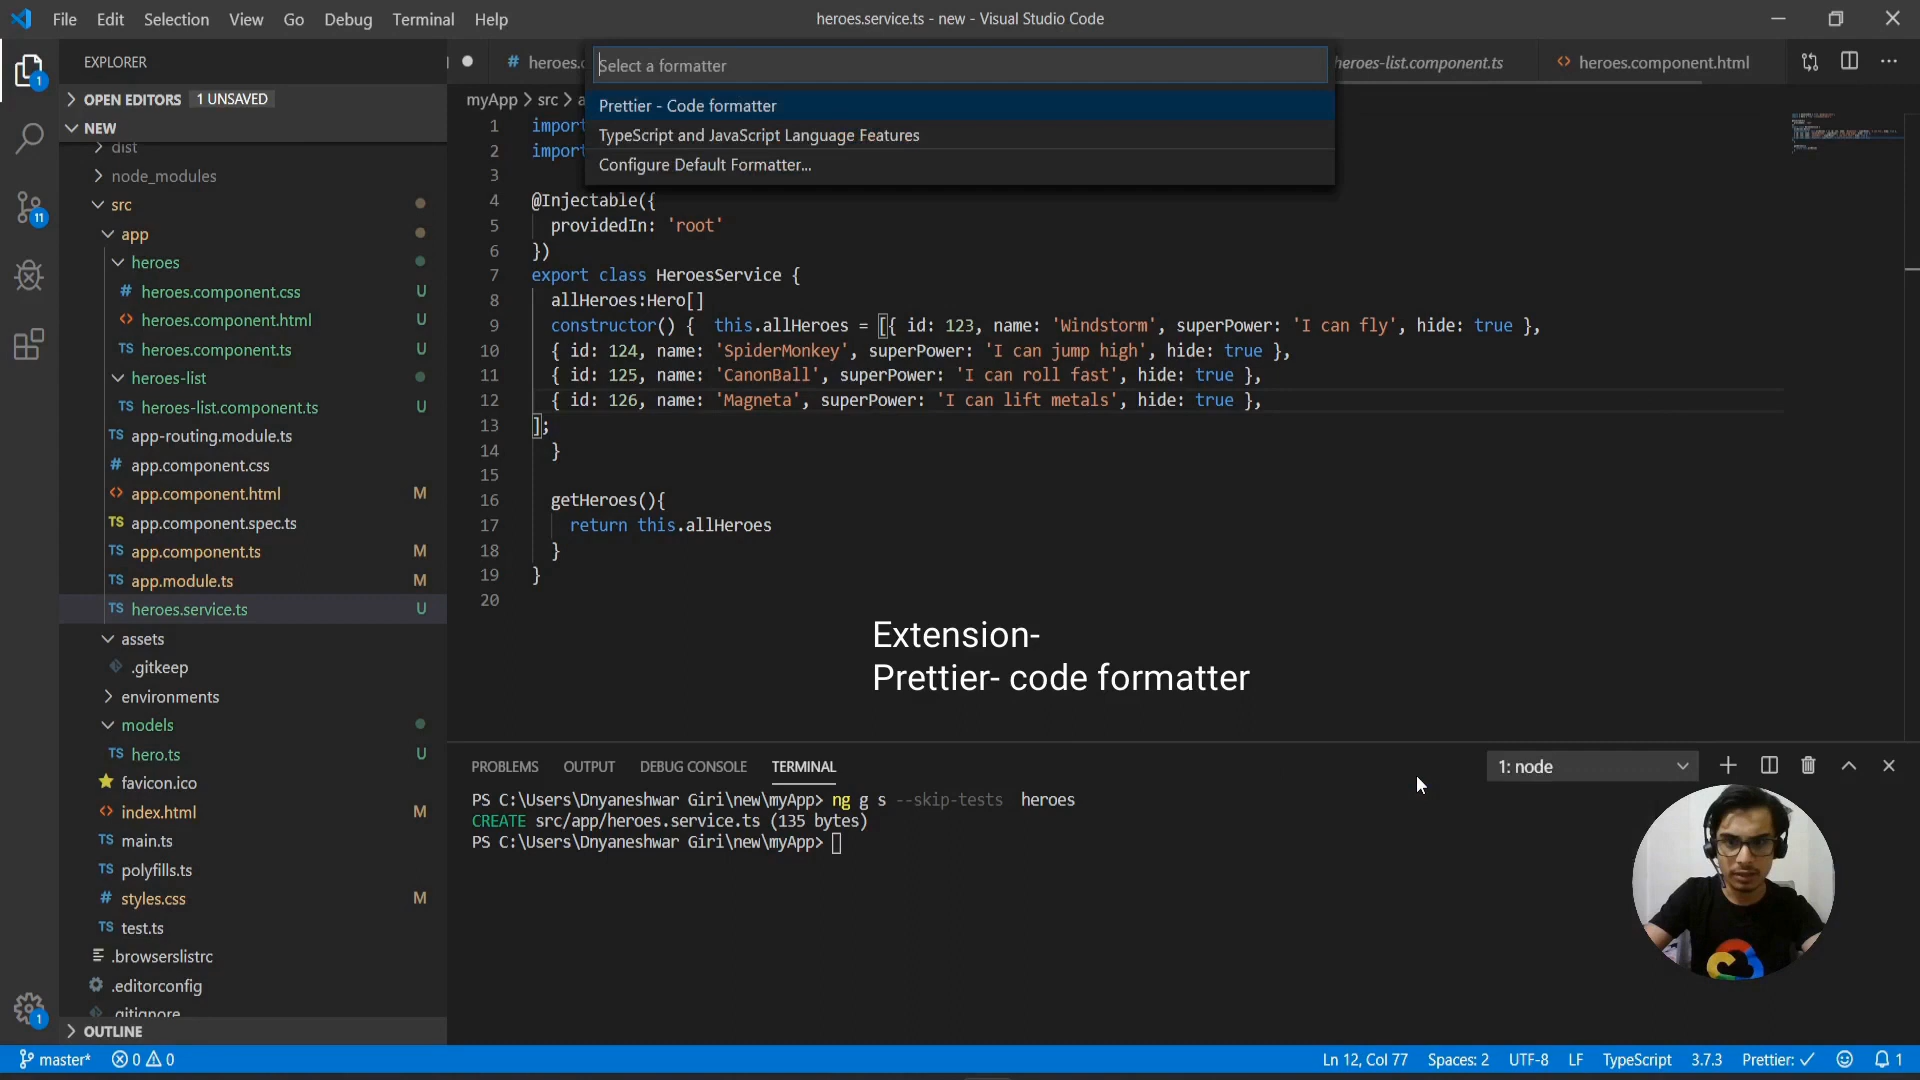 File Edit Selection View Go Debug Terminal Help
heroes.service.ts - new - Visual Studio Code
EXPLORER
OPEN EDITORS 1 UNSAVED
NEW
dist
node_modules
src
app
heroes
heroes.component.css U
heroes.component.html U
heroes.component.ts U
heroes-list
heroes-list.component.ts U
app-routing.module.ts
app.component.css
app.component.html M
app.component.spec.ts
app.component.ts M
app.module.ts M
heroes.service.ts U
assets
.gitkeep
environments
models
hero.ts U
favicon.ico
index.html M
main.ts
polyfills.ts
styles.css M
test.ts
.browserslistrc
.editorconfig
.gitignore
OUTLINE
heroes.c
heroes-list.component.ts
heroes.component.html
myApp > src > a
Select a formatter
Prettier - Code formatter
TypeScript and JavaScript Language Features
Configure Default Formatter...
1 import
2 import
3
4 @Injectable({
5 providedIn: 'root'
6 })
7 export class HeroesService {
8 allHeroes:Hero[]
9 constructor() {  this.allHeroes = [{ id: 123, name: 'Windstorm', superPower: 'I can fly', hide: true },
10 { id: 124, name: 'SpiderMonkey', superPower: 'I can jump high', hide: true },
11 { id: 125, name: 'CanonBall', superPower: 'I can roll fast', hide: true },
12 { id: 126, name: 'Magneta', superPower: 'I can lift metals', hide: true },
13 ];
14 }
15
16 getHeroes(){
17 return this.allHeroes
18 }
19 }
20
Extension-
Prettier- code formatter
PROBLEMS OUTPUT DEBUG CONSOLE TERMINAL
1: node
PS C:\Users\Dnyaneshwar Giri\new\myApp> ng g s --skip-tests  heroes
CREATE src/app/heroes.service.ts (135 bytes)
PS C:\Users\Dnyaneshwar Giri\new\myApp>
1
11
1
master* 0 0
Ln 12, Col 77 Spaces: 2 UTF-8 LF TypeScript 3.7.3 Prettier: ✓ 1